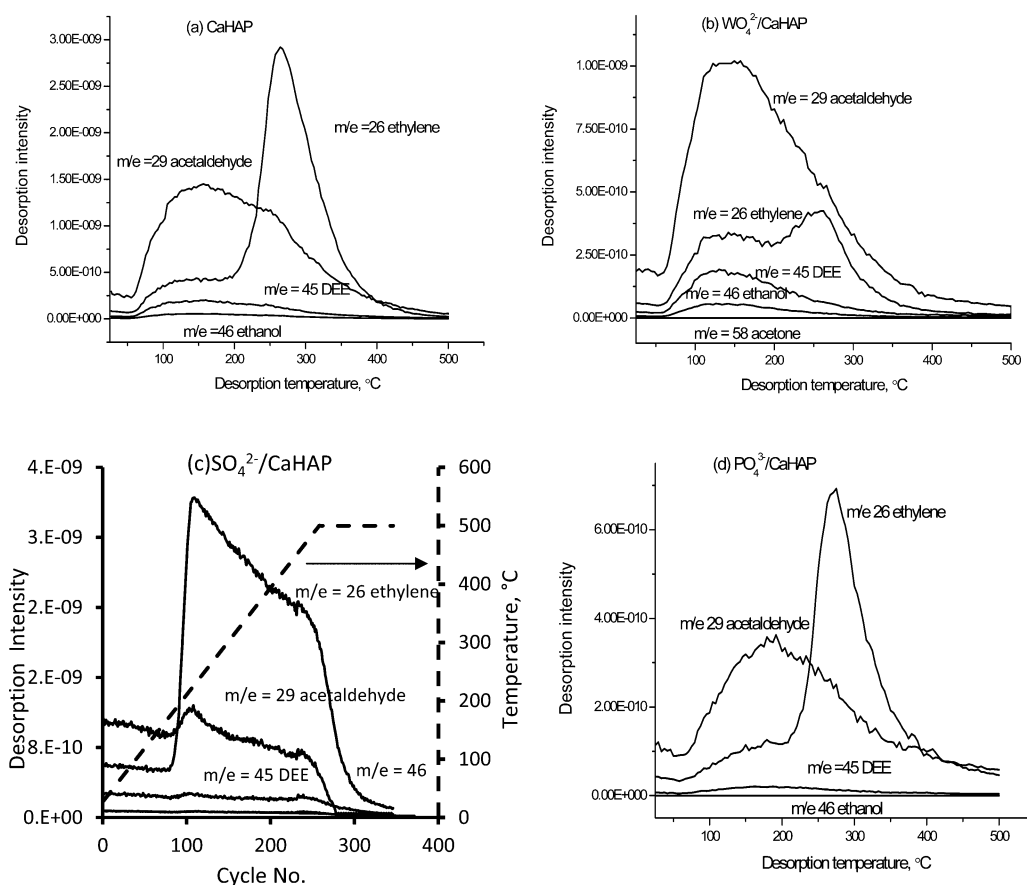 (a) CaHAP
3.00E-009
2.50E-009
2.00E-009
1.50E-009
1.00E-009
5.00E-010
0.00E+000
Desorption intensity
m/e =26 ethylene
m/e =29 acetaldehyde
m/e = 45 DEE
m/e =46 ethanol
100 200 300 400 500
Desorption temperature, °C
(b) WO₄²⁻/CaHAP
1.00E-009
7.50E-010
5.00E-010
2.50E-010
0.00E+000
Desorption intensity
m/e = 29 acetaldehyde
m/e = 26 ethylene
m/e = 45 DEE
m/e = 46 ethanol
m/e = 58 acetone
100 200 300 400 500
Desorption temperature, °C
(c)SO₄²⁻/CaHAP
4.E-09
3.E-09
2.E-09
2.E-09
8.E-10
0.E+00
Desorption Intensity
600
500
400
300
200
100
0
Temperature, °C
m/e = 26 ethylene
m/e = 29 acetaldehyde
m/e = 45 DEE
m/e = 46
0 100 200 300 400
Cycle No.
(d) PO₄³⁻/CaHAP
6.00E-010
4.00E-010
2.00E-010
0.00E+000
Desorption intensity
m/e 26 ethylene
m/e 29 acetaldehyde
m/e =45 DEE
m/e 46 ethanol
100 200 300 400 500
Desorption temperature, °C